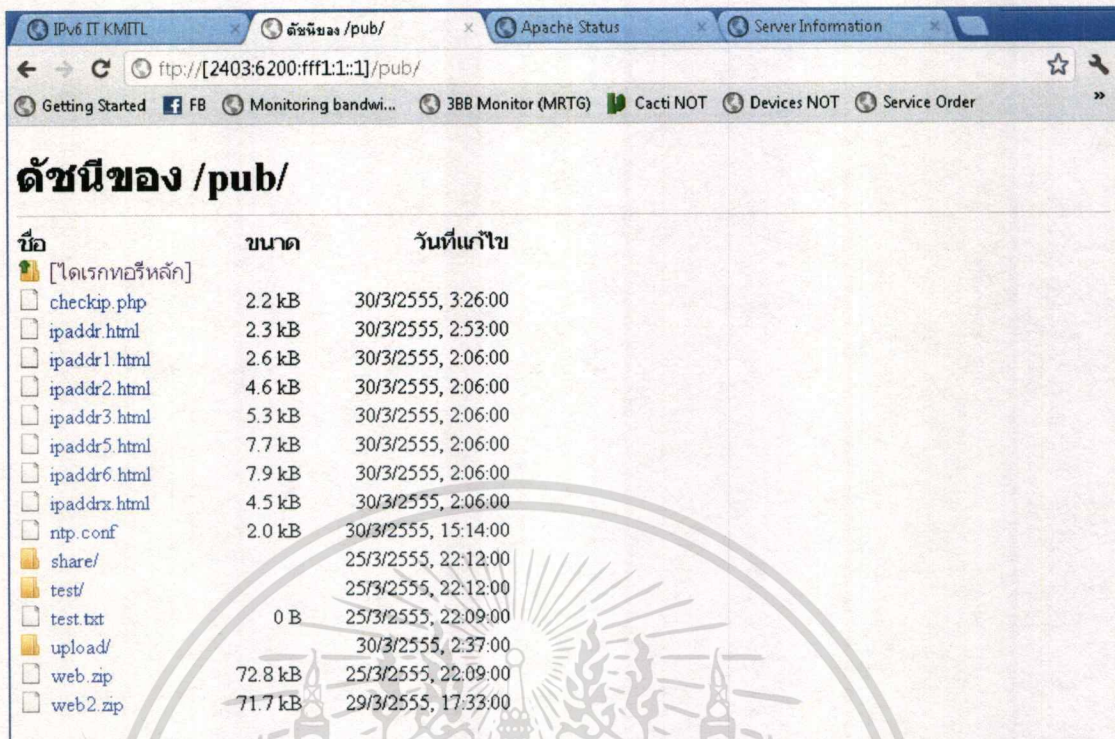 IPv6 IT KMITL ดัชนีของ /pub/ Apache Status Server Information
ftp://[2403:6200:fff1:1::1]/pub/
Getting Started FB Monitoring bandwi... 3BB Monitor (MRTG) Cacti NOT Devices NOT Service Order »
ดัชนีของ /pub/
ชื่อ ขนาด วันที่แก้ไข
[ไดเรกทอรีหลัก]
checkip.php 2.2 kB 30/3/2555, 3:26:00
ipaddr.html 2.3 kB 30/3/2555, 2:53:00
ipaddr1.html 2.6 kB 30/3/2555, 2:06:00
ipaddr2.html 4.6 kB 30/3/2555, 2:06:00
ipaddr3.html 5.3 kB 30/3/2555, 2:06:00
ipaddr5.html 7.7 kB 30/3/2555, 2:06:00
ipaddr6.html 7.9 kB 30/3/2555, 2:06:00
ipaddrx.html 4.5 kB 30/3/2555, 2:06:00
ntp.conf 2.0 kB 30/3/2555, 15:14:00
share/ 25/3/2555, 22:12:00
test/ 25/3/2555, 22:12:00
test.txt 0 B 25/3/2555, 22:09:00
upload/ 30/3/2555, 2:37:00
web.zip 72.8 kB 25/3/2555, 22:09:00
web2.zip 71.7 kB 29/3/2555, 17:33:00